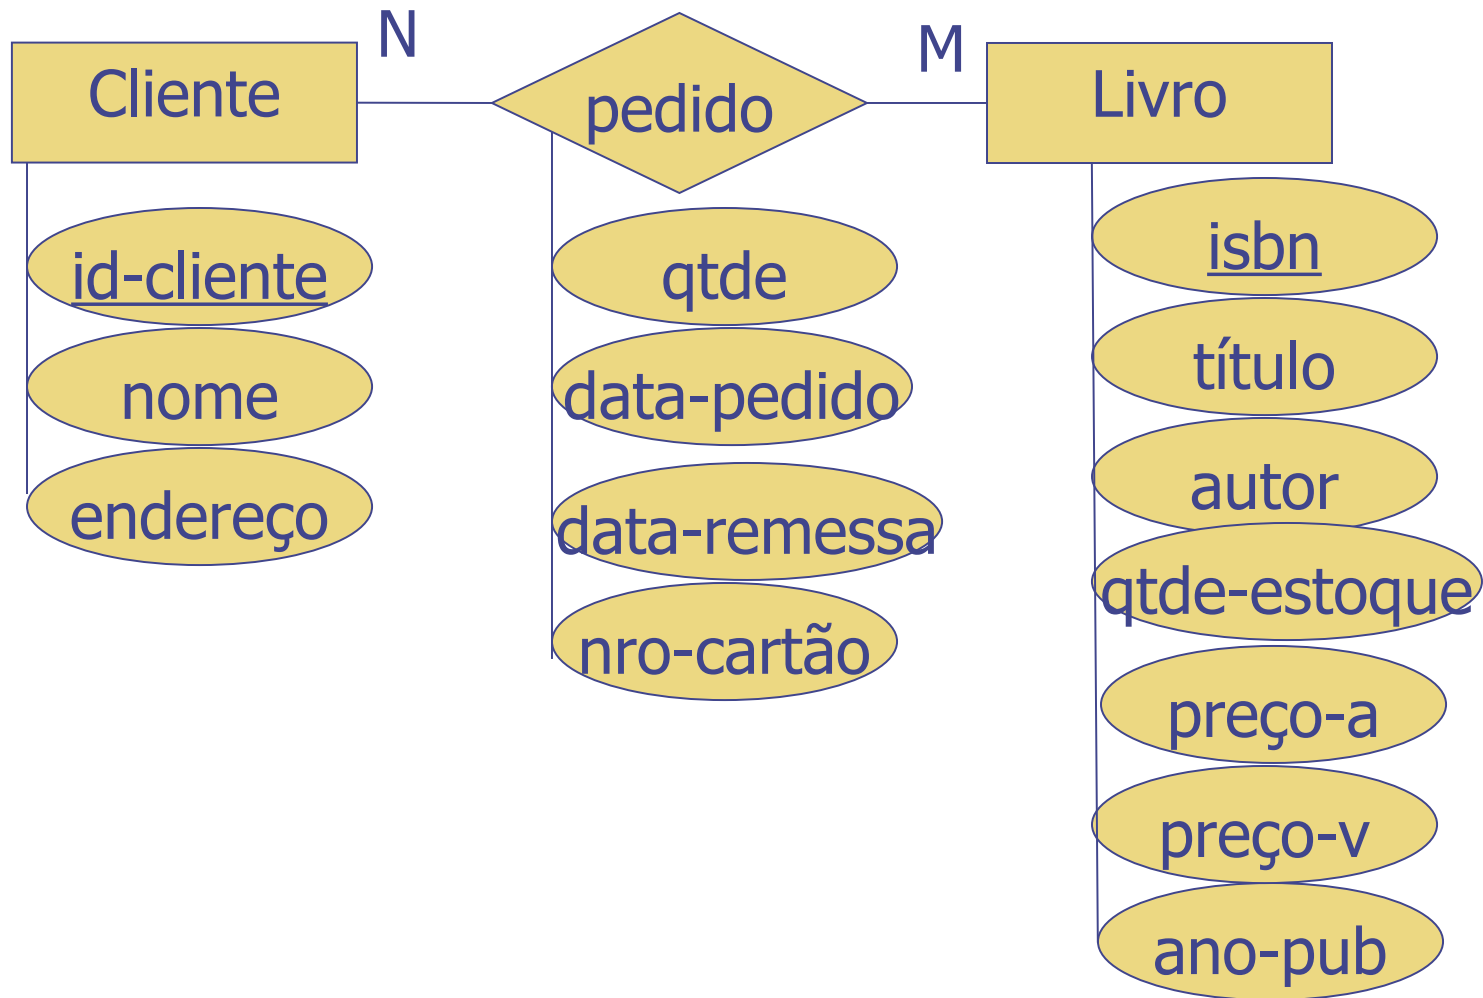 N
M
Cliente
pedido
Livro
id-cliente
nome
endereço
qtde
data-pedido
data-remessa
nro-cartão
isbn
título
autor
qtde-estoque
preço-a
preço-v
ano-pub